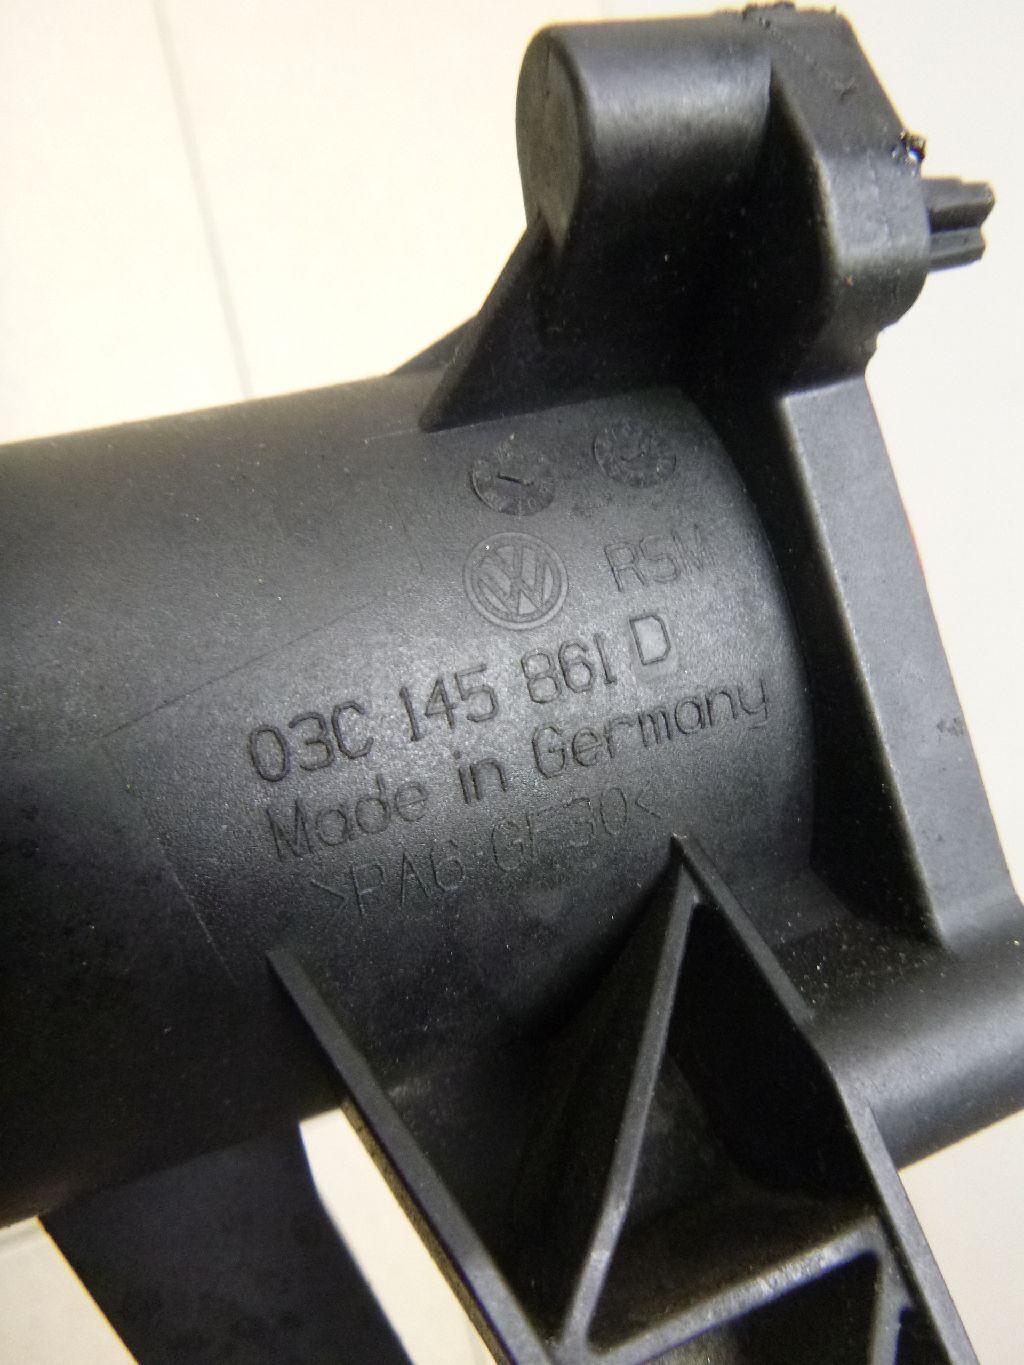 RSM
03C 145 861 D
Made in Germany
>PA6 GF30<